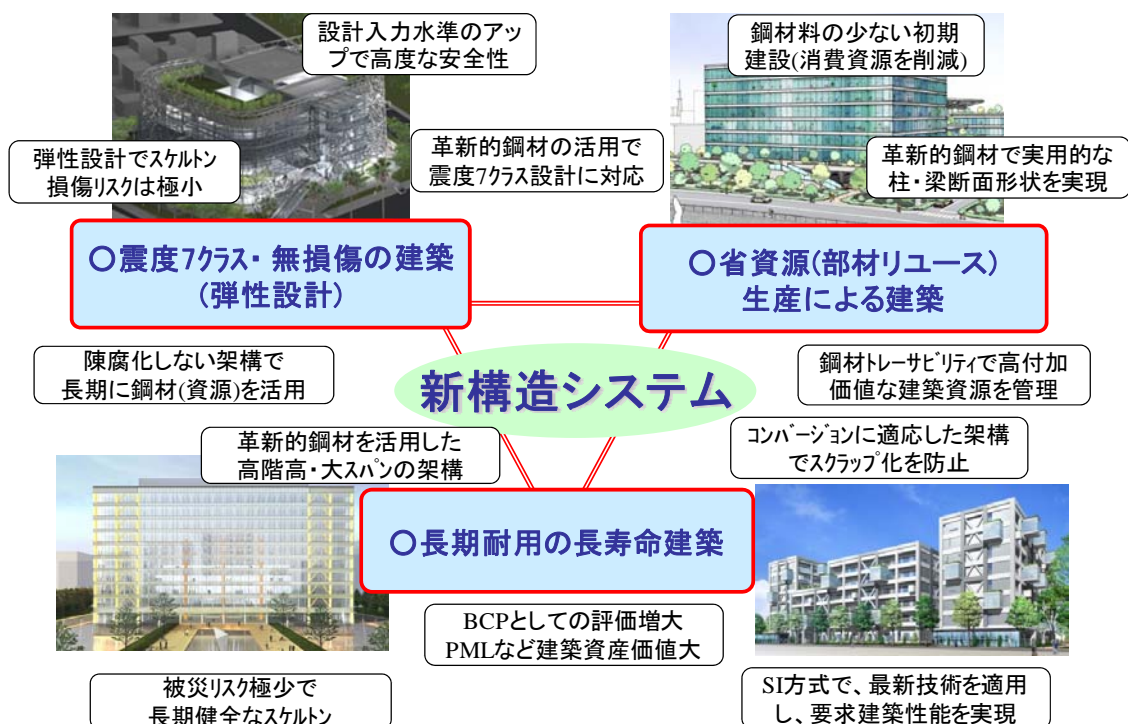 設計入力水準のアッ
プで高度な安全性
鋼材料の少ない初期
建設(消費資源を削減)
弾性設計でスケルトン
損傷リスクは極小
革新的鋼材の活用で
震度7クラス設計に対応
革新的鋼材で実用的な
柱・梁断面形状を実現
○震度7クラス・無損傷の建築
(弾性設計)
○省資源(部材リユース)
生産による建築
陳腐化しない架構で
長期に鋼材(資源)を活用
新構造システム
鋼材トレーサビリティで高付加
価値な建築資源を管理
革新的鋼材を活用した
高階高・大スパンの架構
コンバージョンに適応した架構
でスクラップ化を防止
○長期耐用の長寿命建築
BCPとしての評価増大
PMLなど建築資産価値大
被災リスク極少で
長期健全なスケルトン
SI方式で、最新技術を適用
し、要求建築性能を実現